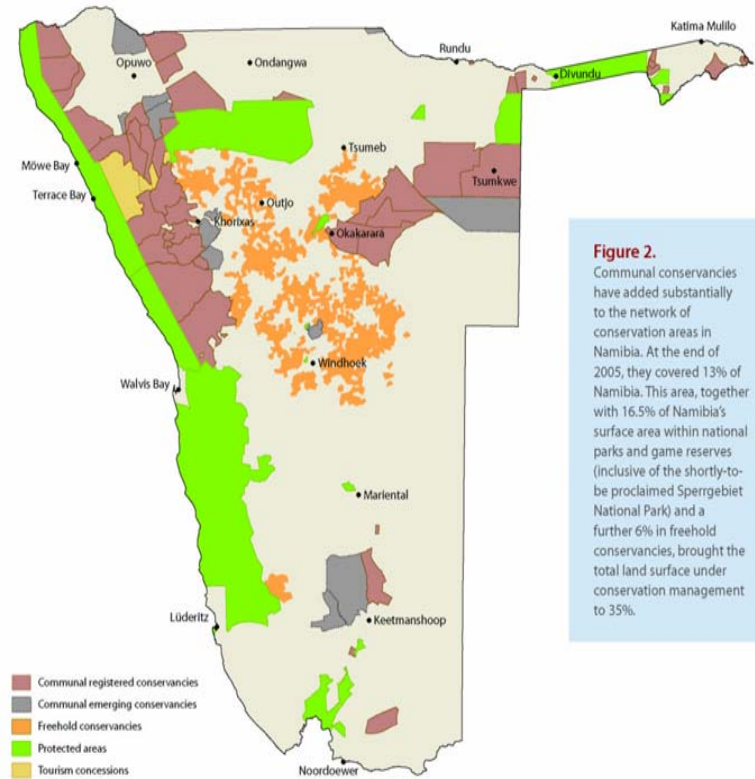 Katima Mulilo
Rundu
Opuwo
Ondangwa
Divundu
Tsumeb
Möwe Bay
Tsumkwe
Terrace Bay
Outjo
Khorixas
Okakarara
Windhoek
Walvis Bay
Mariental
Lüderitz
Keetmanshoop
Noordoewer
Communal registered conservancies
Communal emerging conservancies
Freehold conservancies
Protected areas
Tourism concessions
Figure 2.
Communal conservancies
have added substantially
to the network of
conservation areas in
Namibia. At the end of
2005, they covered 13% of
Namibia. This area, together
with 16.5% of Namibia's
surface area within national
parks and game reserves
(inclusive of the shortly-to-
be proclaimed Sperrgebiet
National Park) and a
further 6% in freehold
conservancies, brought the
total land surface under
conservation management
to 35%.